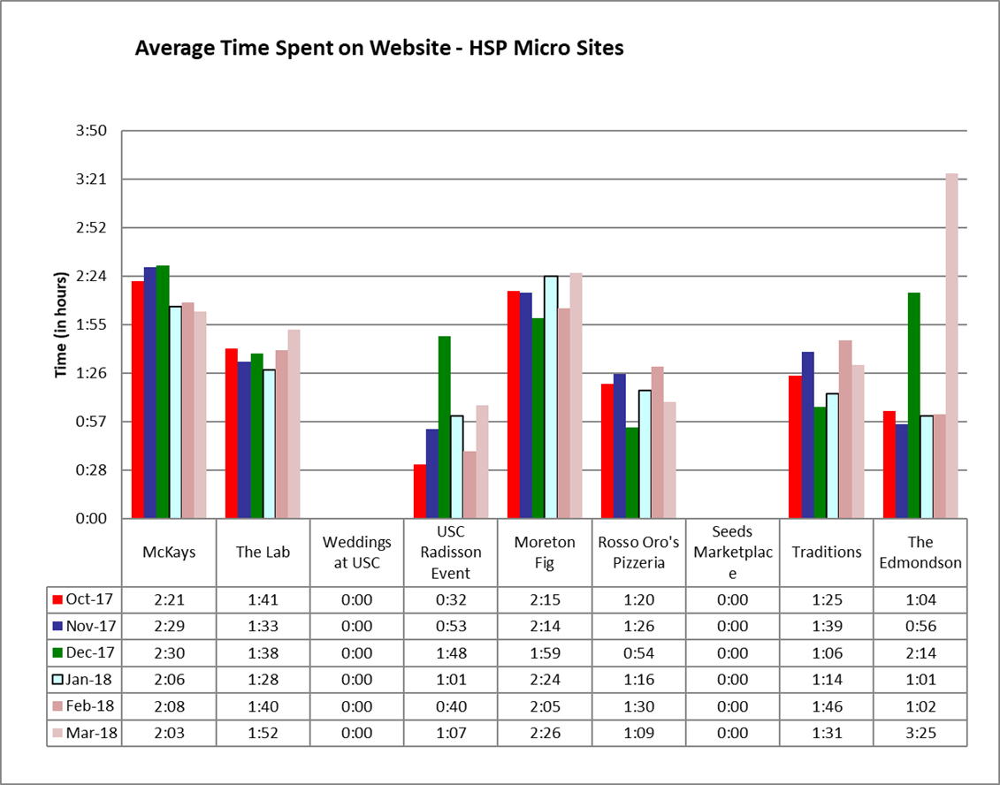 Average Time Spent on Website - HSP Micro Sites
3:50
3:21
2:52
2:24
1:55
1:26
0:57
0:28
0:00
Time (in hours)
McKays
The Lab
Weddings
at USC
USC
Radisson
Event
Moreton
Fig
Rosso Oro's
Pizzeria
Seeds
Marketplac
e
Traditions
The
Edmondson
Oct-17 2:21 1:41 0:00 0:32 2:15 1:20 0:00 1:25 1:04
Nov-17 2:29 1:33 0:00 0:53 2:14 1:26 0:00 1:39 0:56
Dec-17 2:30 1:38 0:00 1:48 1:59 0:54 0:00 1:06 2:14
Jan-18 2:06 1:28 0:00 1:01 2:24 1:16 0:00 1:14 1:01
Feb-18 2:08 1:40 0:00 0:40 2:05 1:30 0:00 1:46 1:02
Mar-18 2:03 1:52 0:00 1:07 2:26 1:09 0:00 1:31 3:25